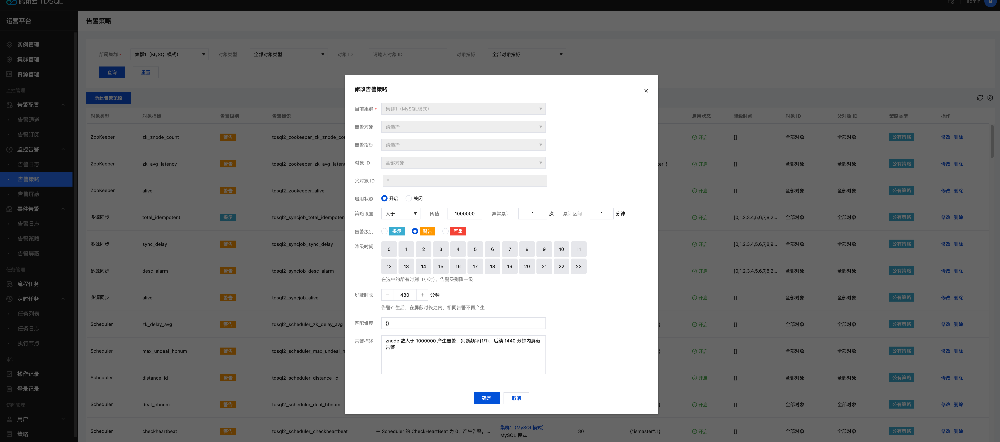 腾讯云 TDSQL
admin
a
运营平台
实例管理
集群管理
资源管理
监控管理
告警配置
告警通道
告警订阅
监控告警
告警日志
告警策略
告警屏蔽
事件告警
告警日志
告警策略
告警屏蔽
任务管理
流程任务
定时任务
任务列表
任务日志
执行节点
审计
操作记录
登录记录
访问管理
用户
策略
告警策略
所属集群 * 集群1（MySQL模式） 对象类型 全部对象类型 对象 ID 请输入对象 ID 对象指标 全部对象指标
查询 重置
新建告警策略
对象类型 对象指标 告警级别 告警标识 启用状态 降级时间 对象 ID 父对象 ID 策略类型 操作
ZooKeeper zk_znode_count 警告 tdsql2_zookeeper_zk_znode_cou 开启 [] 全部对象 全部对象 公有策略 修改 删除
ZooKeeper zk_avg_latency 警告 tdsql2_zookeeper_zk_avg_laten er"} 开启 [] 全部对象 全部对象 公有策略 修改 删除
ZooKeeper alive 警告 tdsql2_zookeeper_alive 开启 [] 全部对象 全部对象 公有策略 修改 删除
多源同步 total_idempotent 提示 tdsql2_syncjob_total_idempoten 开启 [0,1,2,3,4,5,6,7,8,2... 全部对象 全部对象 公有策略 修改 删除
多源同步 sync_delay 警告 tdsql2_syncjob_sync_delay 开启 [0,1,2,3,4,5,6,7,8,9... 全部对象 全部对象 公有策略 修改 删除
多源同步 desc_alarm 警告 tdsql2_syncjob_desc_alarm 开启 [0,1,2,3,4,5,6,7,8,2... 全部对象 全部对象 公有策略 修改 删除
多源同步 alive 警告 tdsql2_syncjob_alive 开启 [] 全部对象 全部对象 公有策略 修改 删除
Scheduler zk_delay_avg 警告 tdsql2_scheduler_zk_delay_avg } 开启 [] 全部对象 全部对象 公有策略 修改 删除
Scheduler max_undeal_hbnum 警告 tdsql2_scheduler_max_undeal_h } 开启 [] 全部对象 全部对象 公有策略 修改 删除
Scheduler distance_id 警告 tdsql2_scheduler_distance_id } 开启 [] 全部对象 全部对象 公有策略 修改 删除
Scheduler deal_hbnum 警告 tdsql2_scheduler_deal_hbnum } 开启 [] 全部对象 全部对象 公有策略 修改 删除
Scheduler checkheartbeat 警告 tdsql2_scheduler_checkheartbeat 主 Scheduler 的 CheckHeartBeat 为 0，产生告警，... 集群1（MySQL模式） 30 {"ismaster":1} 开启 [] 全部对象 全部对象 公有策略 修改 删除
MySQL 模式
修改告警策略
当前集群 * 集群1（MySQL模式）
告警对象 请选择
告警指标 请选择
对象 ID 全部对象
父对象 ID *
启用状态 开启 关闭
策略设置 大于 阈值 1000000 异常累计 1 次 累计区间 1 分钟
告警级别 提示 警告 严重
降级时间 0 1 2 3 4 5 6 7 8 9 10 11
12 13 14 15 16 17 18 19 20 21 22 23
在选中的所有时刻（小时），告警级别降一级
屏蔽时长 − 480 + 分钟
告警产生后，在屏蔽时长之内，相同告警不再产生
匹配维度 {}
告警描述 znode 数大于 1000000 产生告警，判断频率(1/1)，后续 1440 分钟内屏蔽
告警
确定 取消